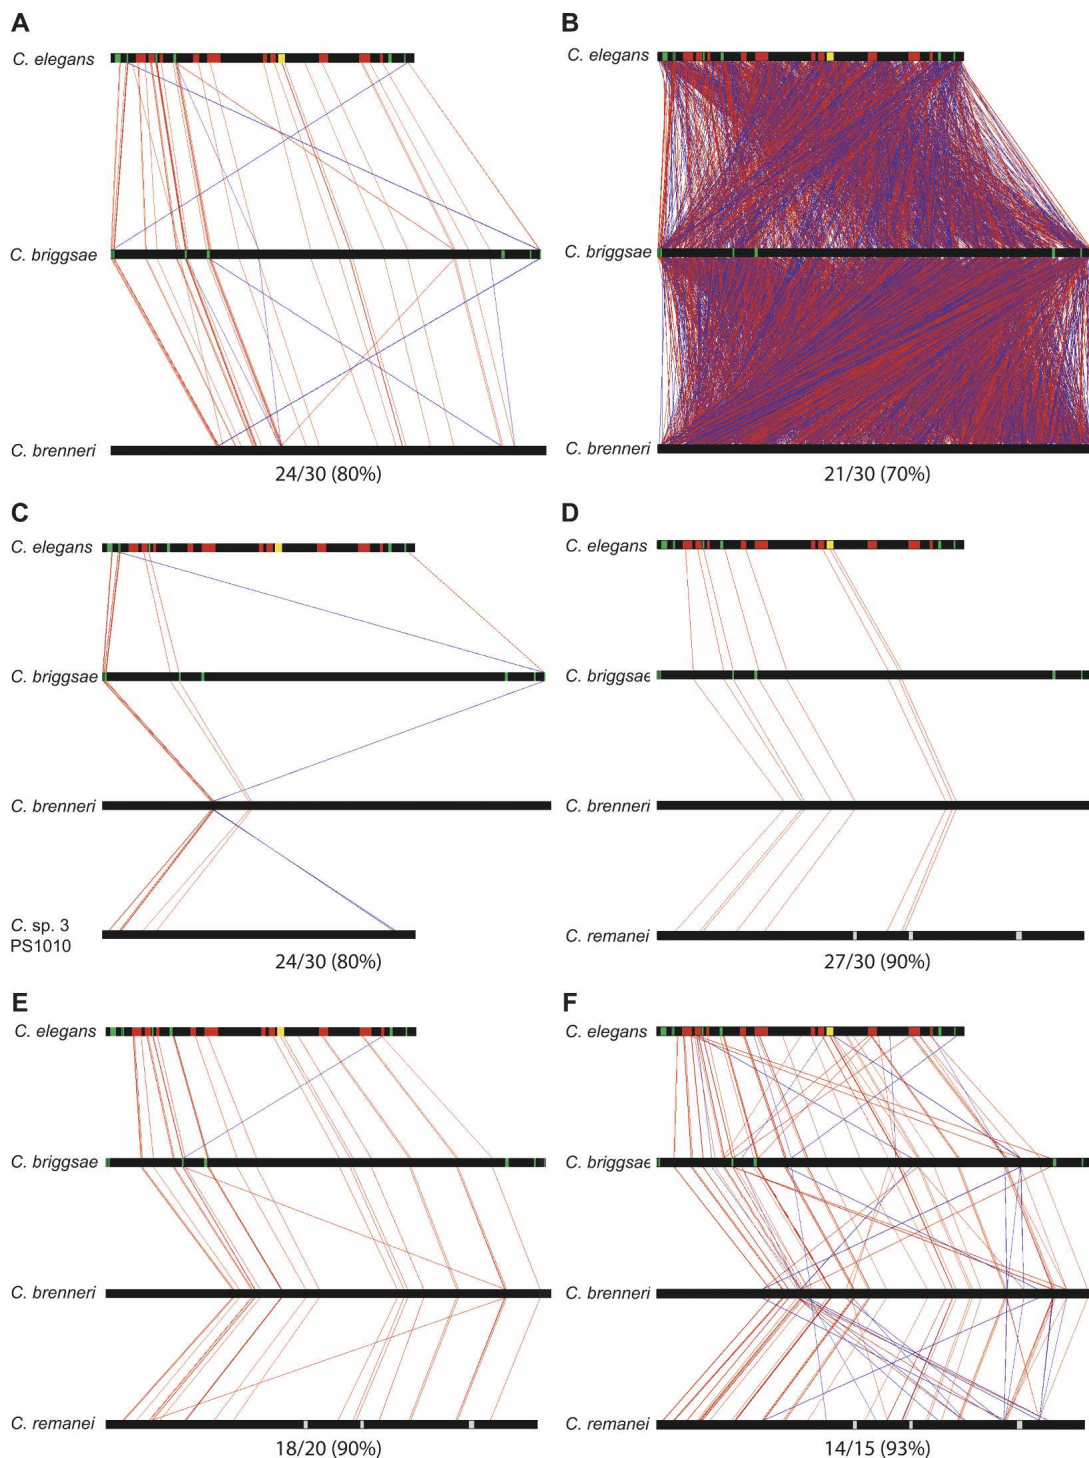 A
C. elegans
C. briggsae
C. brenneri
24/30 (80%)
B
C. elegans
C. briggsae
C. brenneri
21/30 (70%)
C
C. elegans
C. briggsae
C. brenneri
C. sp. 3
PS1010
24/30 (80%)
D
C. elegans
C. briggsae
C. brenneri
C. remanei
27/30 (90%)
E
C. elegans
C. briggsae
C. brenneri
C. remanei
18/20 (90%)
F
C. elegans
C. briggsae
C. brenneri
C. remanei
14/15 (93%)